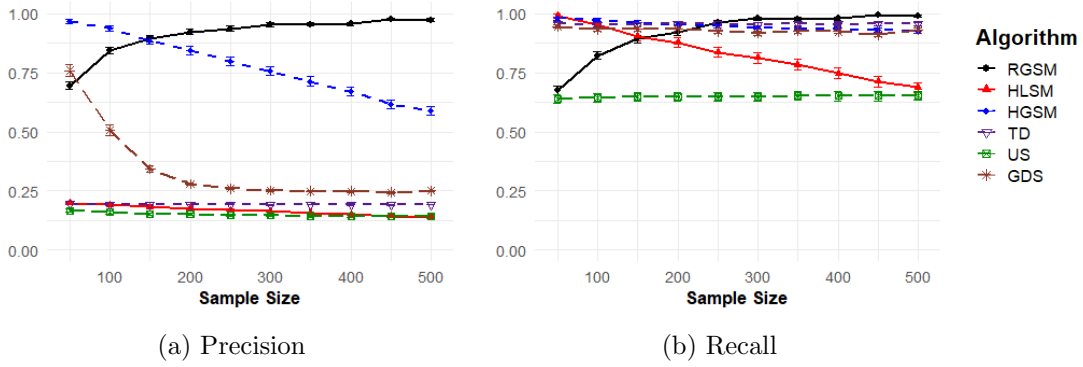 1.00
0.75
0.50
0.25
0.00
100
200
300
400
500
Sample Size
(a) Precision
1.00
0.75
0.50
0.25
0.00
100
200
300
400
500
Sample Size
(b) Recall
Algorithm
RGSM
HLSM
HGSM
TD
US
GDS